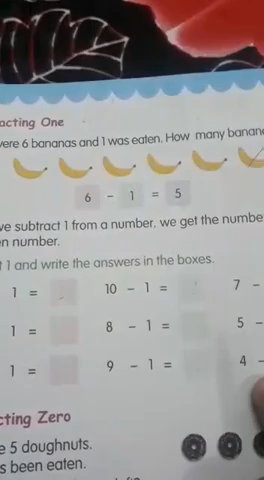 acting One
were 6 bananas and 1 was eaten. How many banan
6 - 1 = 5
we subtract 1 from a number, we get the numbe
en number.
t 1 and write the answers in the boxes.
1 = 10 - 1 = 7 -
1 = 8 - 1 = 5 -
1 = 9 - 1 = 4 -
cting Zero
e 5 doughnuts.
s been eaten.